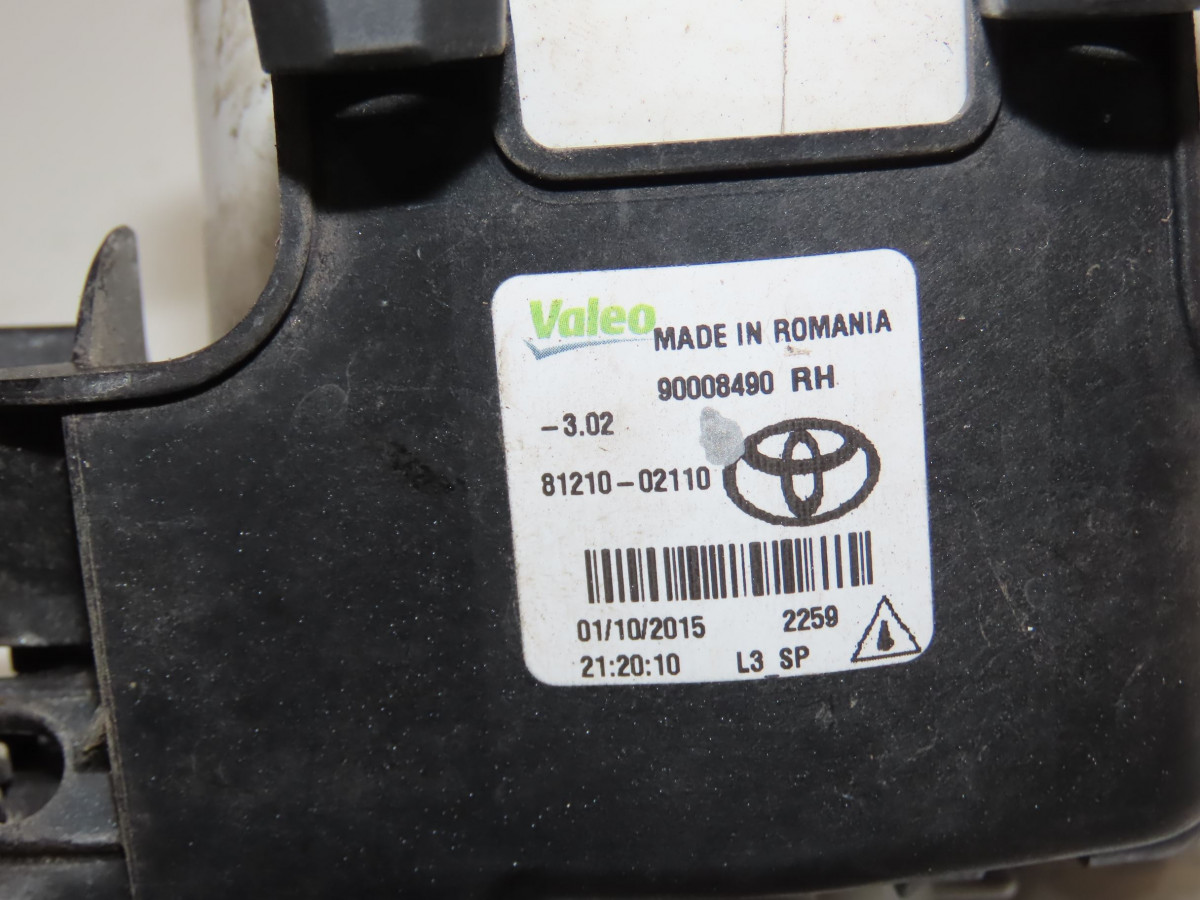 Valeo MADE IN ROMANIA
90008490 RH
-3.02
81210-02110
01/10/2015 2259
21:20:10 L3_SP